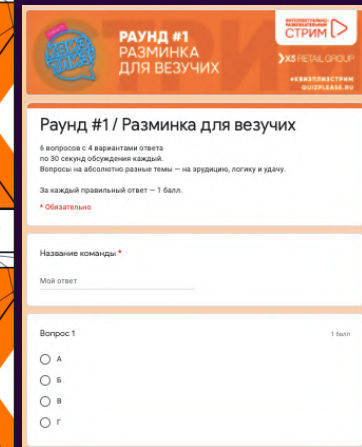 КВИЗ
ПЛИЗ
РАУНД #1
РАЗМИНКА
ДЛЯ ВЕЗУЧИХ
СТРИМ
X5 RETAIL GROUP
#КВИЗПЛИЗСТРИМ
QUIZPLEASE.RU
Раунд #1 / Разминка для везучих
6 вопросов с 4 вариантами ответа
по 30 секунд обсуждения каждый.
Вопросы на абсолютно разные темы — на эрудицию, логику и удачу.
За каждый правильный ответ — 1 балл.
* Обязательно
Название команды *
Мой ответ
Вопрос 1
1 балл
А
Б
В
Г